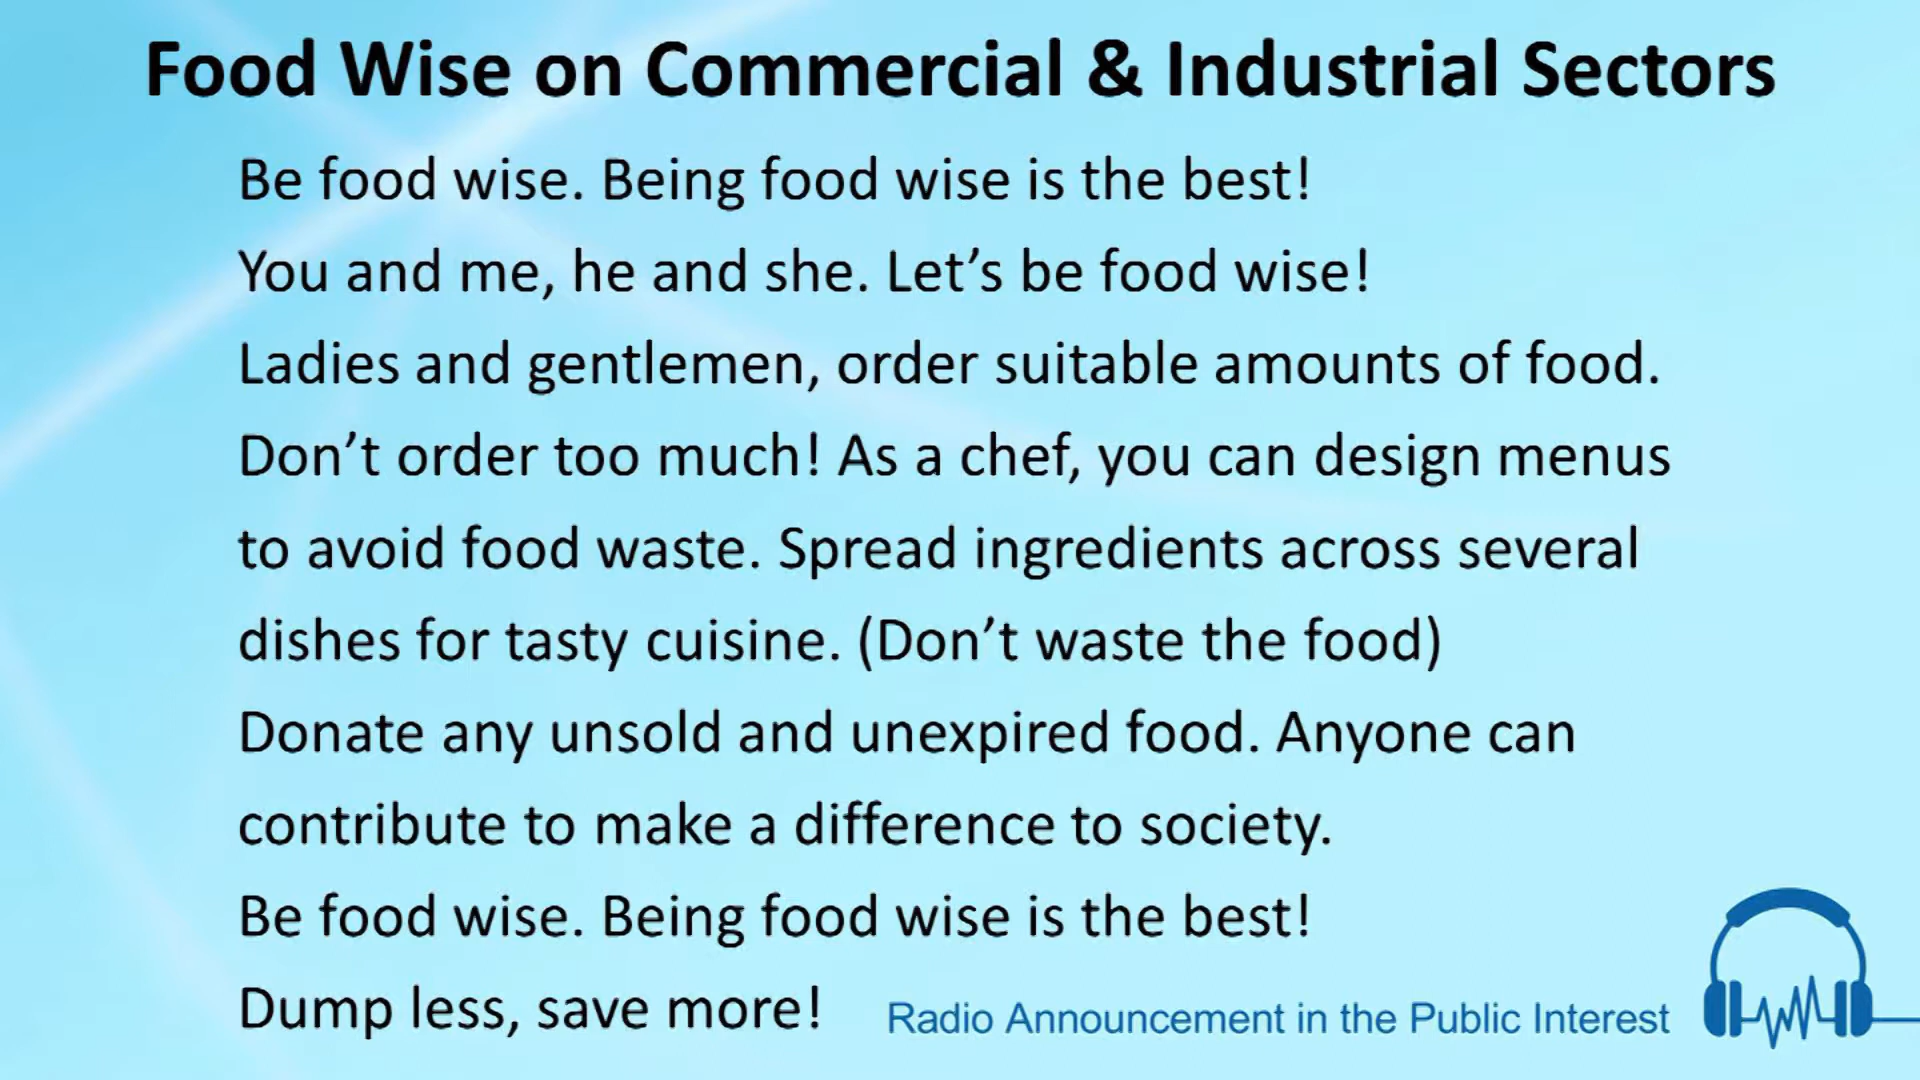 Food Wise on Commercial & Industrial Sectors
Be food wise. Being food wise is the best!
You and me, he and she. Let’s be food wise!
Ladies and gentlemen, order suitable amounts of food.
Don’t order too much! As a chef, you can design menus
to avoid food waste. Spread ingredients across several
dishes for tasty cuisine. (Don’t waste the food)
Donate any unsold and unexpired food. Anyone can
contribute to make a difference to society.
Be food wise. Being food wise is the best!
Dump less, save more!
Radio Announcement in the Public Interest